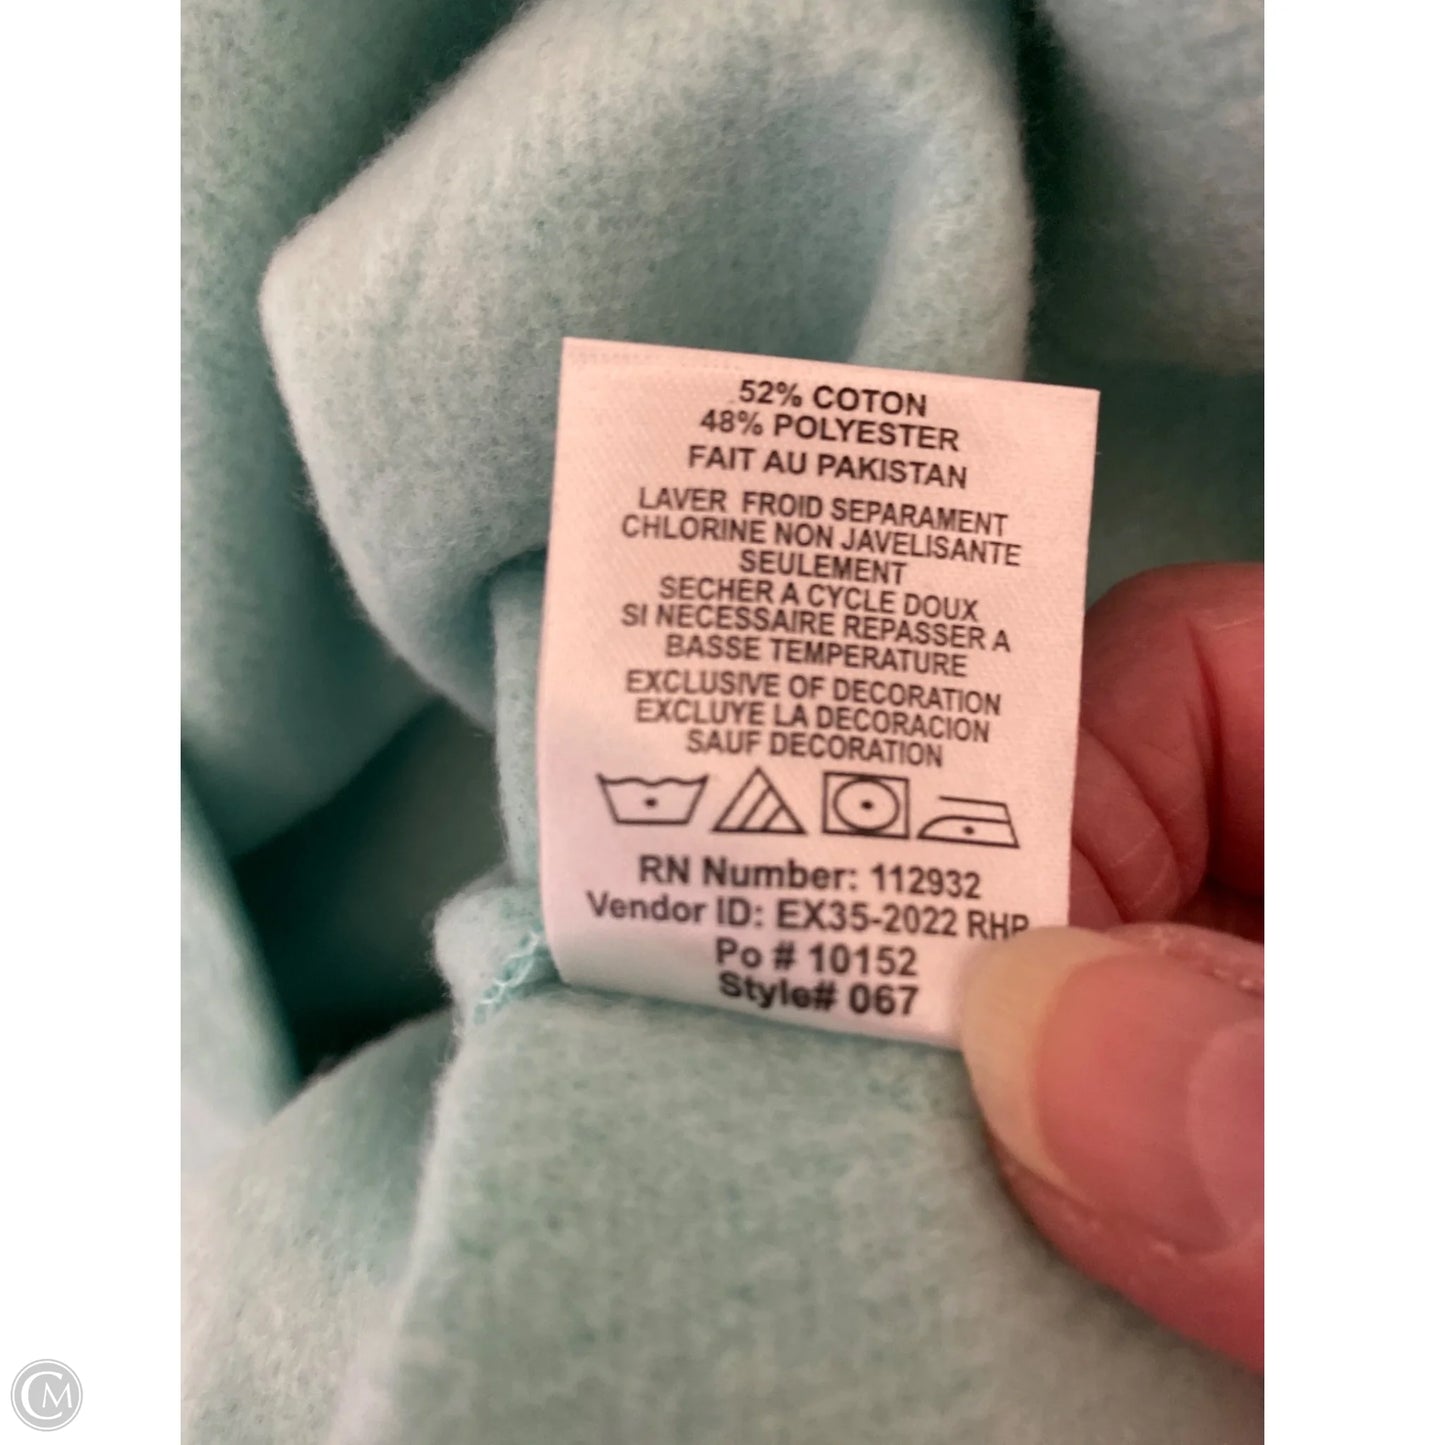 52% COTON
48% POLYESTER
FAIT AU PAKISTAN
LAVER FROID SEPARAMENT
CHLORINE NON JAVELISANTE
SEULEMENT
SECHER A CYCLE DOUX
SI NECESSAIRE REPASSER A
BASSE TEMPERATURE
EXCLUSIVE OF DECORATION
EXCLUYE LA DECORACION
SAUF DECORATION
RN Number: 112932
Vendor ID: EX35-2022 RHP
Po # 10152
Style# 067
CM